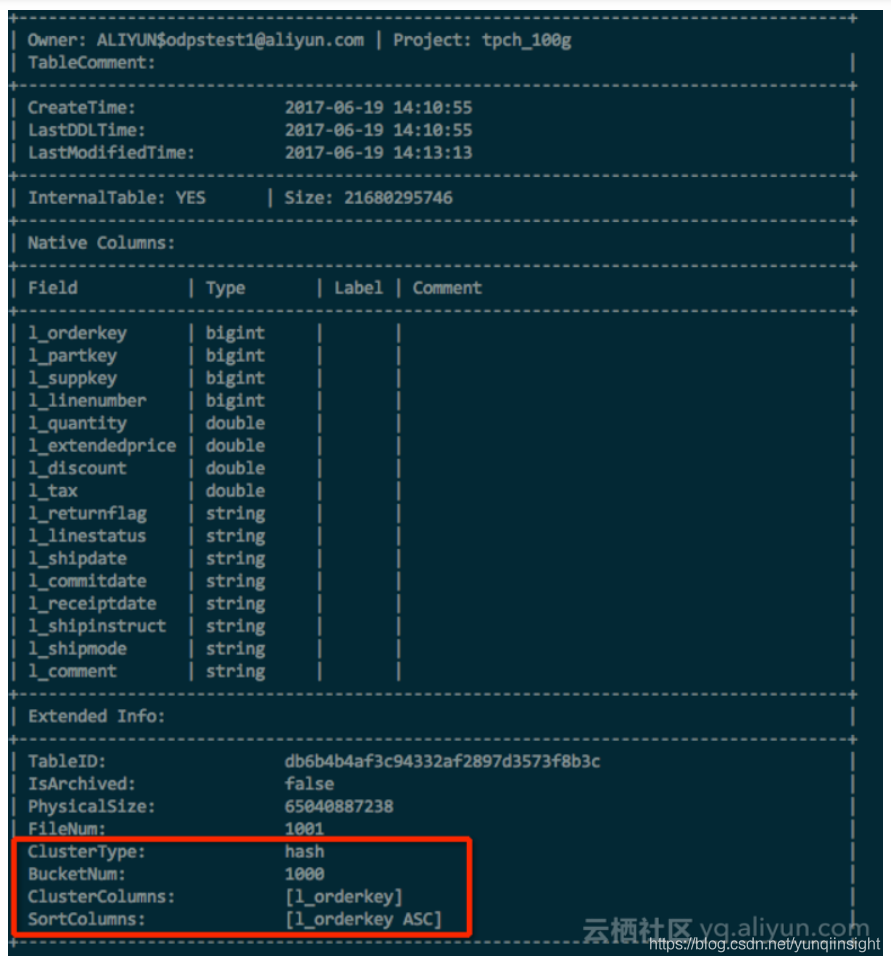 Owner: ALIYUN$odpstest1@aliyun.com | Project: tpch_100g
TableComment:
CreateTime: 2017-06-19 14:10:55
LastDDLTime: 2017-06-19 14:10:55
LastModifiedTime: 2017-06-19 14:13:13
InternalTable: YES | Size: 21680295746
Native Columns:
Field | Type | Label | Comment
l_orderkey | bigint | |
l_partkey | bigint | |
l_suppkey | bigint | |
l_linenumber | bigint | |
l_quantity | double | |
l_extendedprice | double | |
l_discount | double | |
l_tax | double | |
l_returnflag | string | |
l_linestatus | string | |
l_shipdate | string | |
l_commitdate | string | |
l_receiptdate | string | |
l_shipinstruct | string | |
l_shipmode | string | |
l_comment | string | |
Extended Info:
TableID: db6b4b4af3c94332af2897d3573f8b3c
IsArchived: false
PhysicalSize: 65040887238
FileNum: 1001
ClusterType: hash
BucketNum: 1000
ClusterColumns: [l_orderkey]
SortColumns: [l_orderkey ASC]
云栖社区 yq.aliyun.com
https://blog.csdn.net/yunqiinsight